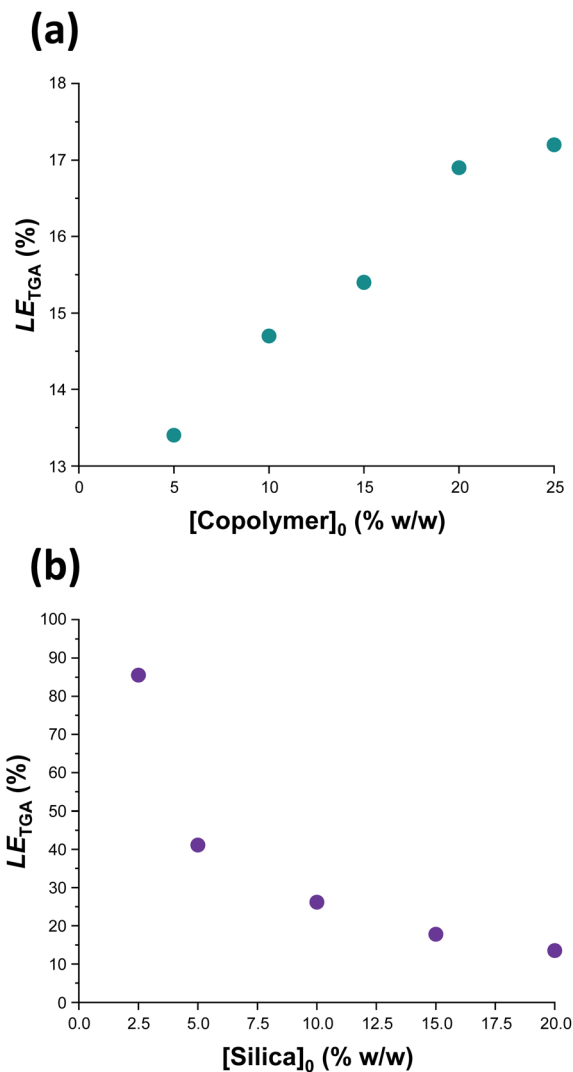 (a)
18
17
16
15
14
13
LE_TGA (%)
0 5 10 15 20 25
[Copolymer]₀ (% w/w)
(b)
100
90
80
70
60
50
40
30
20
10
0
LE_TGA (%)
0.0 2.5 5.0 7.5 10.0 12.5 15.0 17.5 20.0
[Silica]₀ (% w/w)